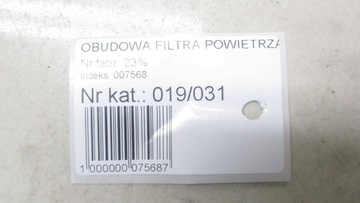 OBUDOWA FILTRA POWIETRZA
Nr fabr. 23%
Indeks 007568
Nr kat.: 019/031
1 000000 075687